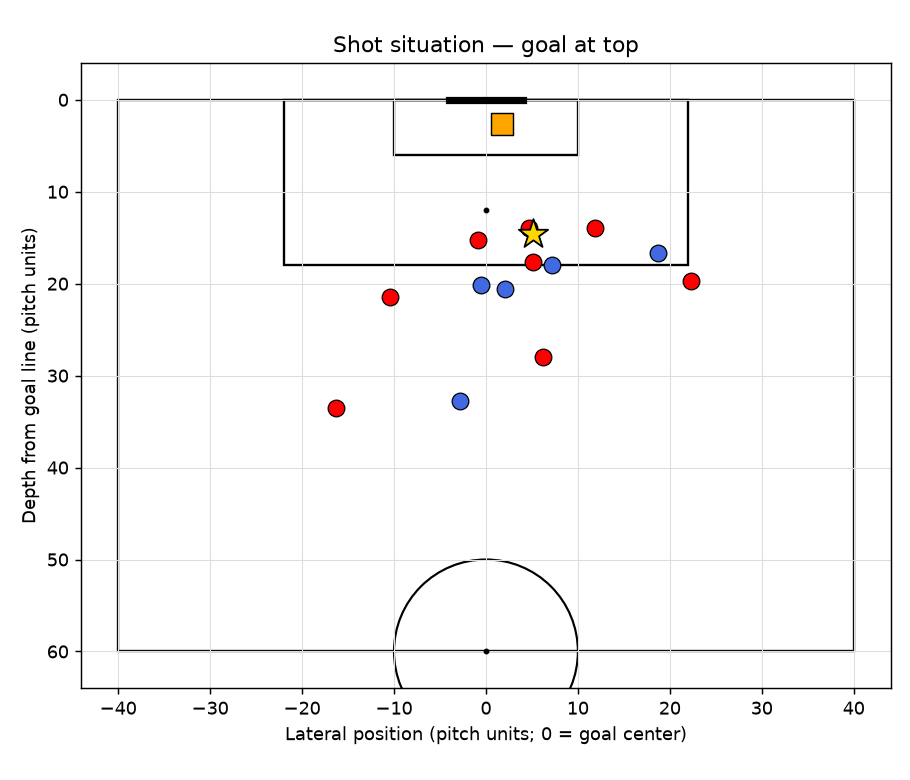 Shot situation — goal at top
0
10
20
30
40
50
60
Depth from goal line (pitch units)
−40 −30 −20 −10 0 10 20 30 40
Lateral position (pitch units; 0 = goal center)